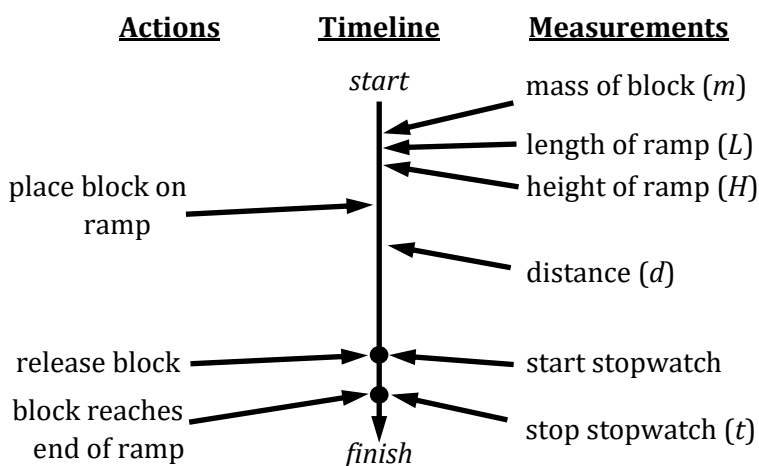 Actions Timeline Measurements
start
mass of block (m)
length of ramp (L)
height of ramp (H)
place block on
ramp
distance (d)
release block
start stopwatch
block reaches
end of ramp
stop stopwatch (t)
finish